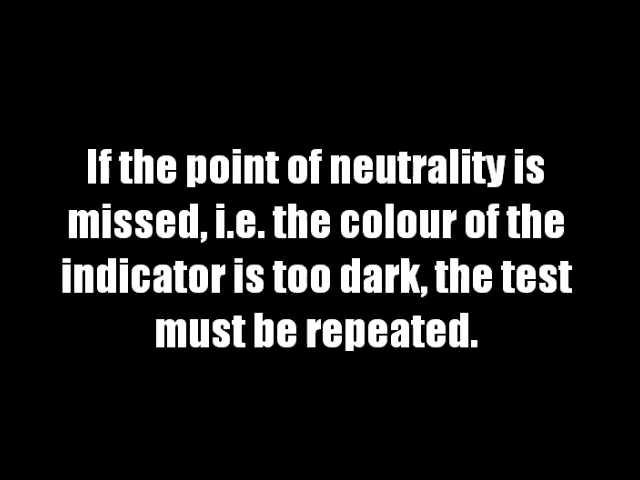 If the point of neutrality is
missed, i.e. the colour of the
indicator is too dark, the test
must be repeated.